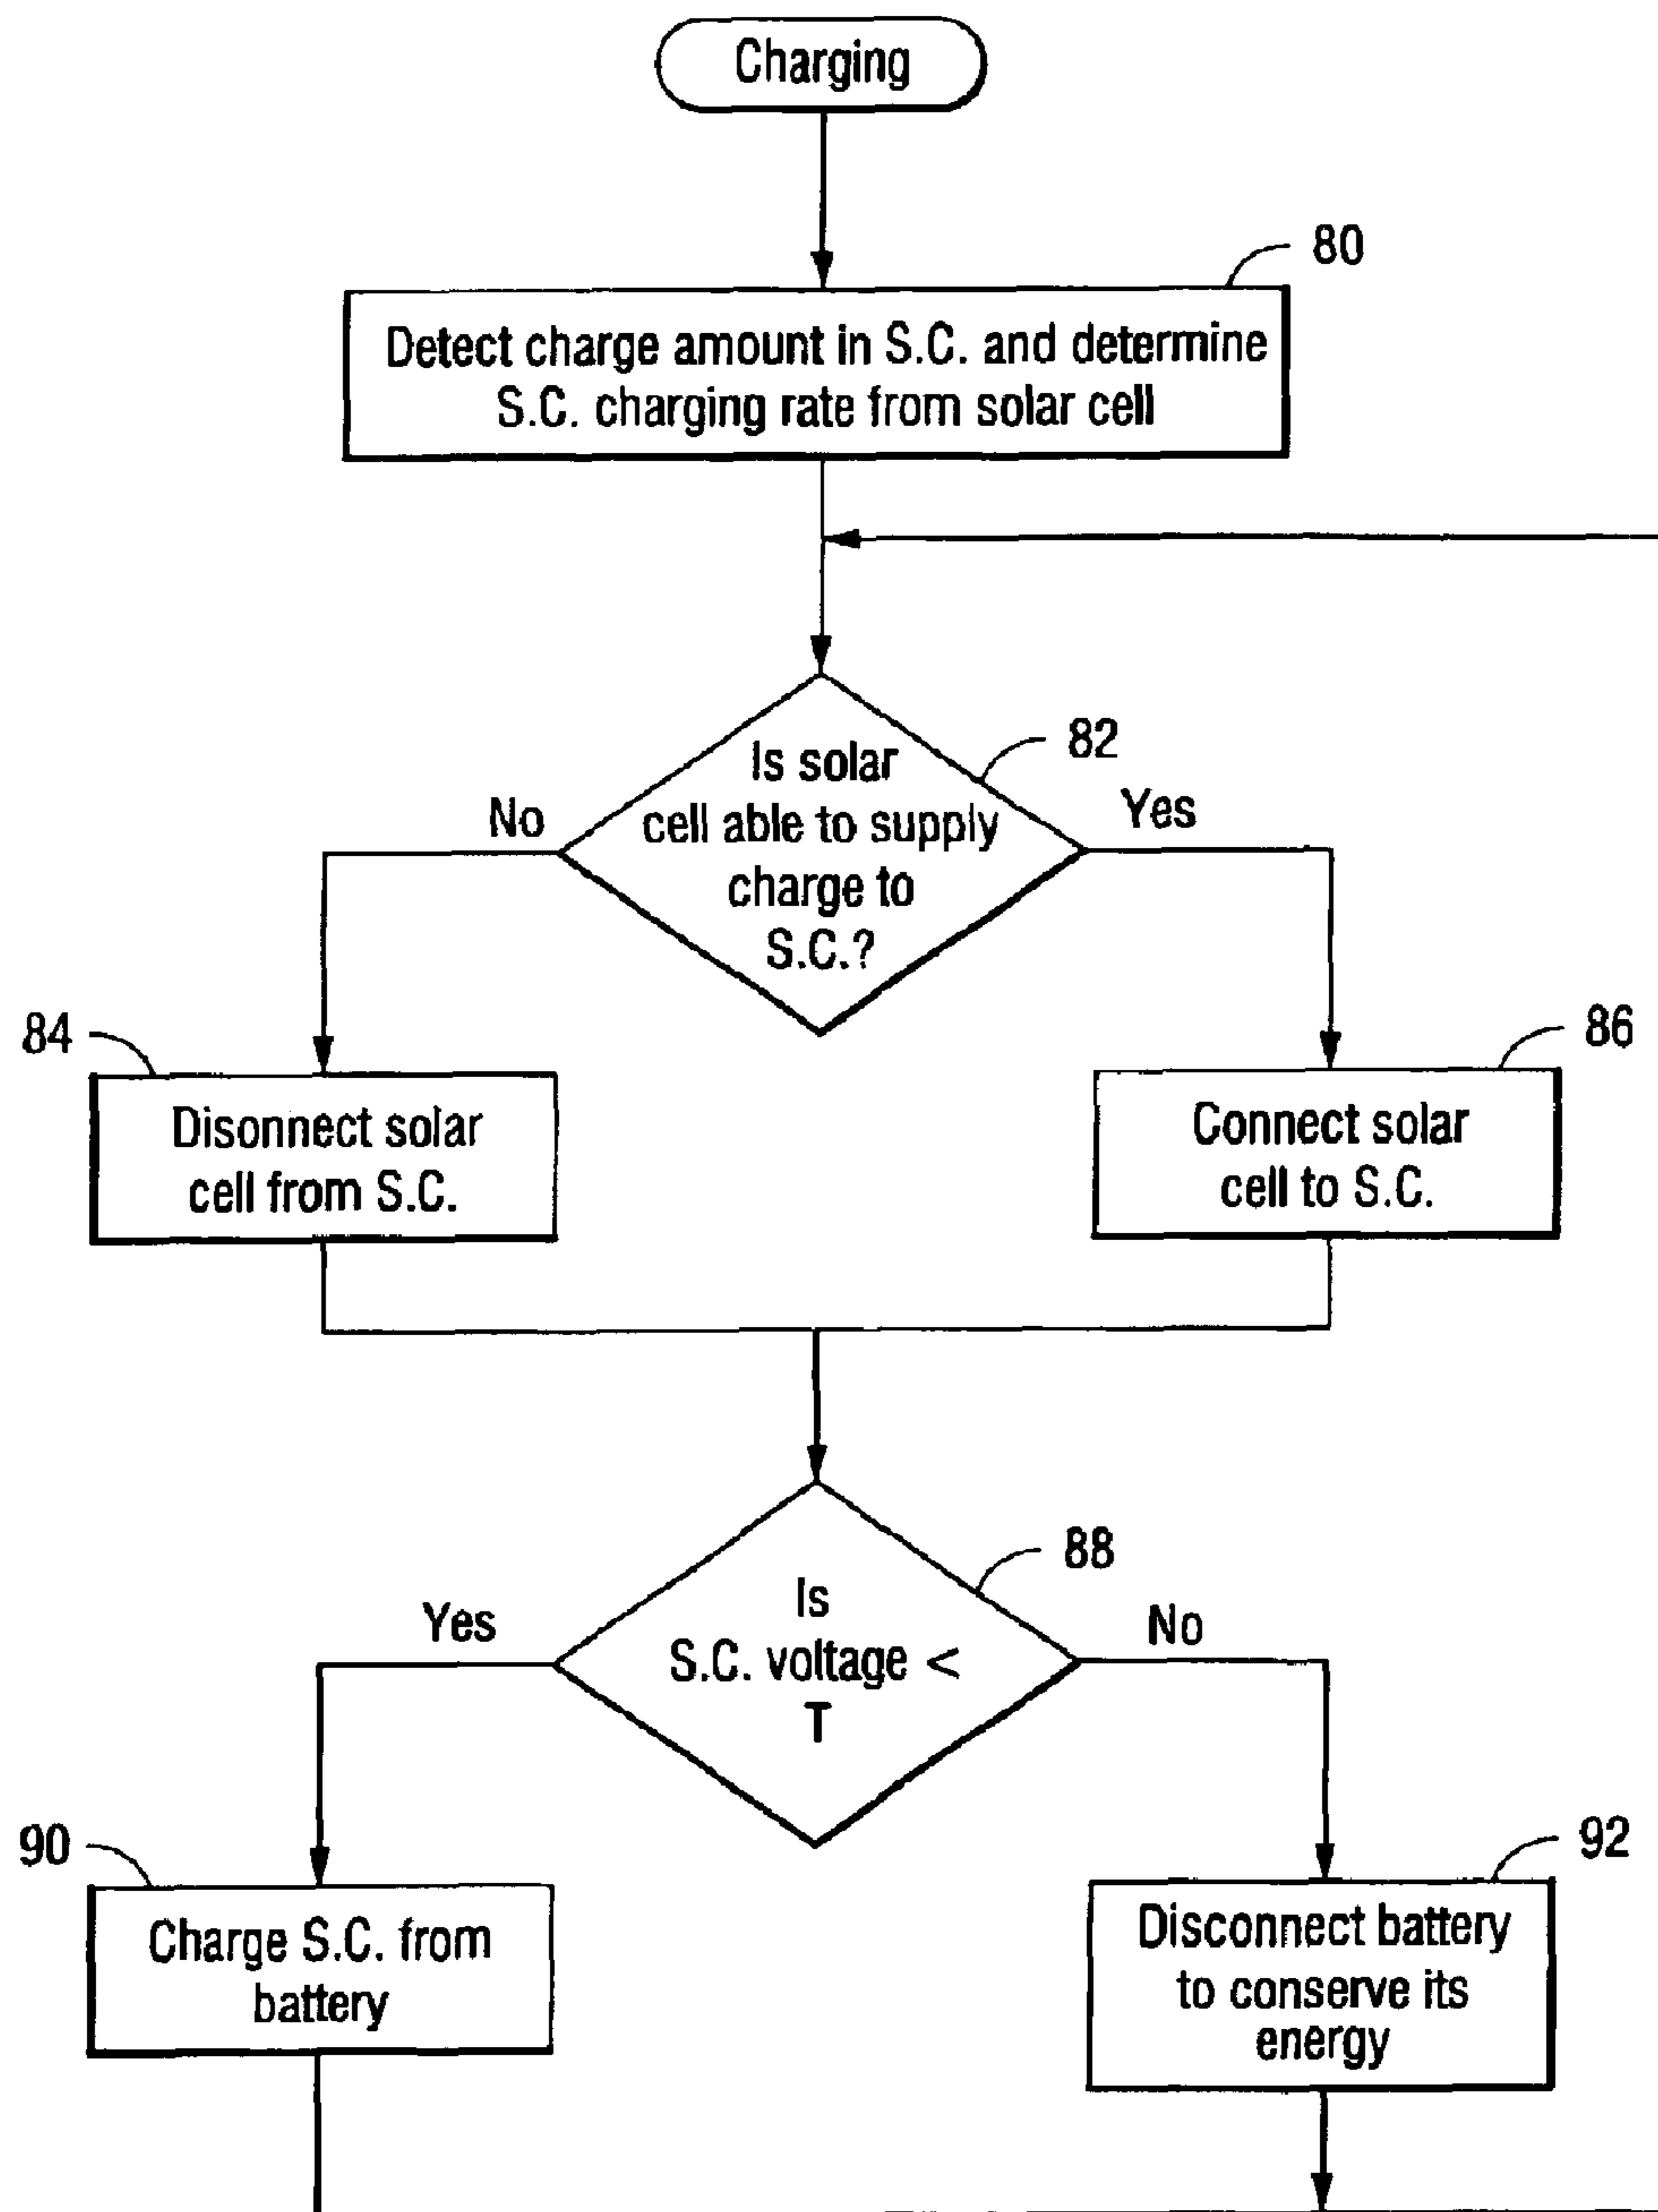 Charging
80
Detect charge amount in S.C. and determine
S.C. charging rate from solar cell
82
Is solar
cell able to supply
charge to
S.C.?
No
Yes
84
Disonnect solar
cell from S.C.
86
Connect solar
cell to S.C.
88
Is
S.C. voltage <
T
Yes
No
90
Charge S.C. from
battery
92
Disconnect battery
to conserve its
energy